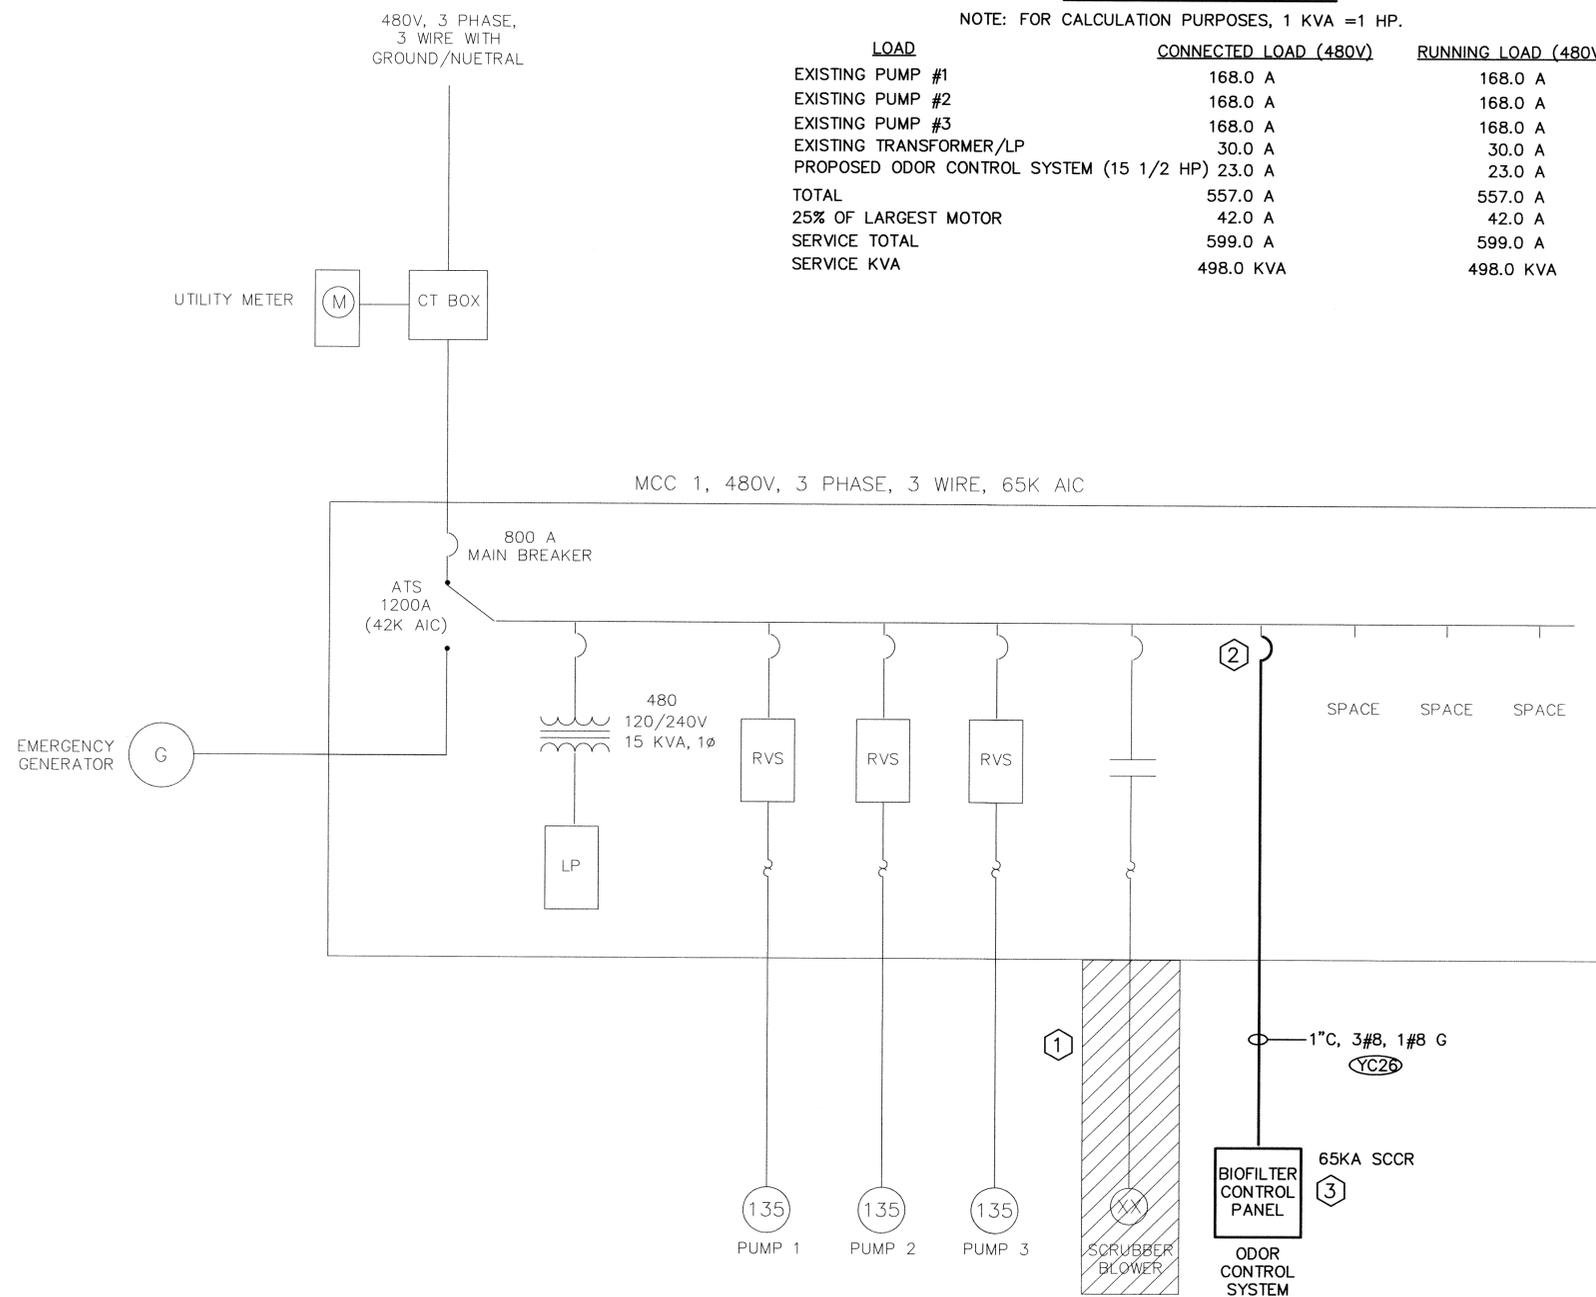 480V, 3 PHASE,
3 WIRE WITH
GROUND/NUETRAL
NOTE: FOR CALCULATION PURPOSES, 1 KVA =1 HP.
LOAD CONNECTED LOAD (480V) RUNNING LOAD (480V
EXISTING PUMP #1 168.0 A 168.0 A
EXISTING PUMP #2 168.0 A 168.0 A
EXISTING PUMP #3 168.0 A 168.0 A
EXISTING TRANSFORMER/LP 30.0 A 30.0 A
PROPOSED ODOR CONTROL SYSTEM (15 1/2 HP) 23.0 A 23.0 A
TOTAL 557.0 A 557.0 A
25% OF LARGEST MOTOR 42.0 A 42.0 A
SERVICE TOTAL 599.0 A 599.0 A
SERVICE KVA 498.0 KVA 498.0 KVA
UTILITY METER
M
CT BOX
MCC 1, 480V, 3 PHASE, 3 WIRE, 65K AIC
800 A
MAIN BREAKER
ATS
1200A
(42K AIC)
2
480
120/240V
15 KVA, 1ø
SPACE SPACE SPACE
EMERGENCY
GENERATOR
G
RVS RVS RVS
LP
1
1"C, 3#8, 1#8 G
YC26
BIOFILTER
CONTROL
PANEL
65KA SCCR
3
135 135 135 XX
PUMP 1 PUMP 2 PUMP 3
SCRUBBER
BLOWER
ODOR
CONTROL
SYSTEM